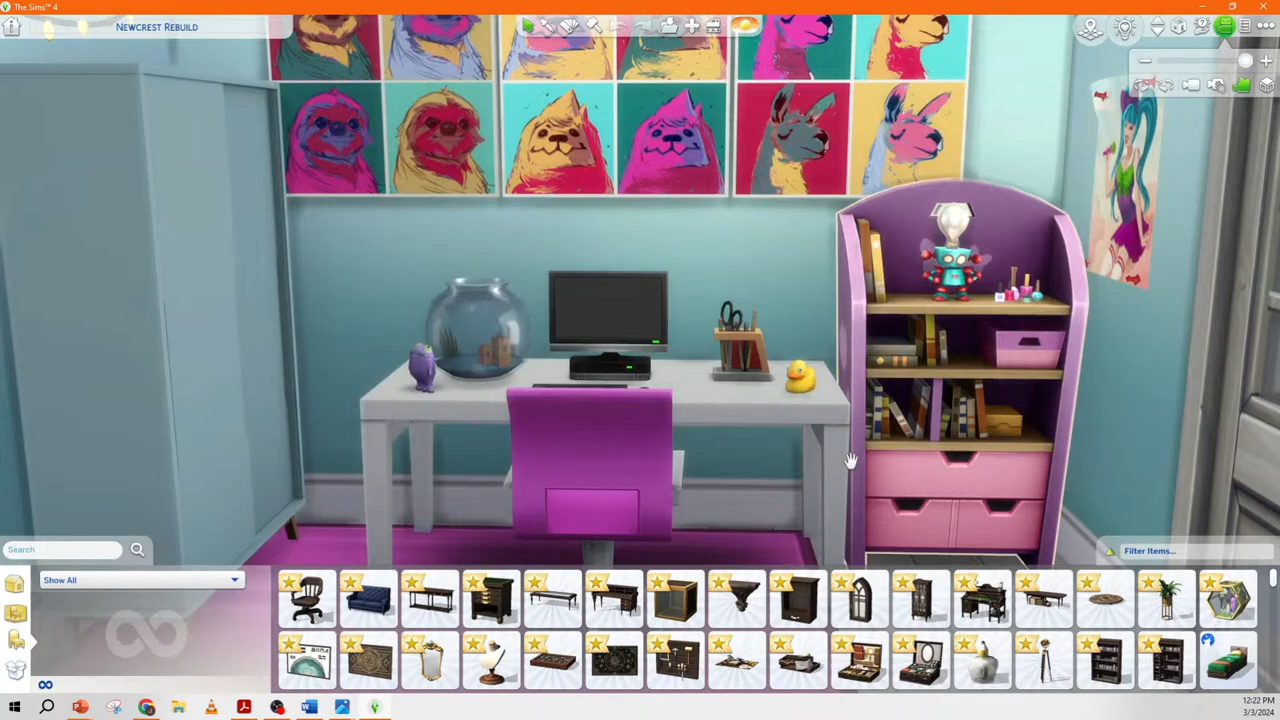 The Sims™ 4
NEWCREST REBUILD
Search
Filter Items...
Show All
12:22 PM
3/3/2024